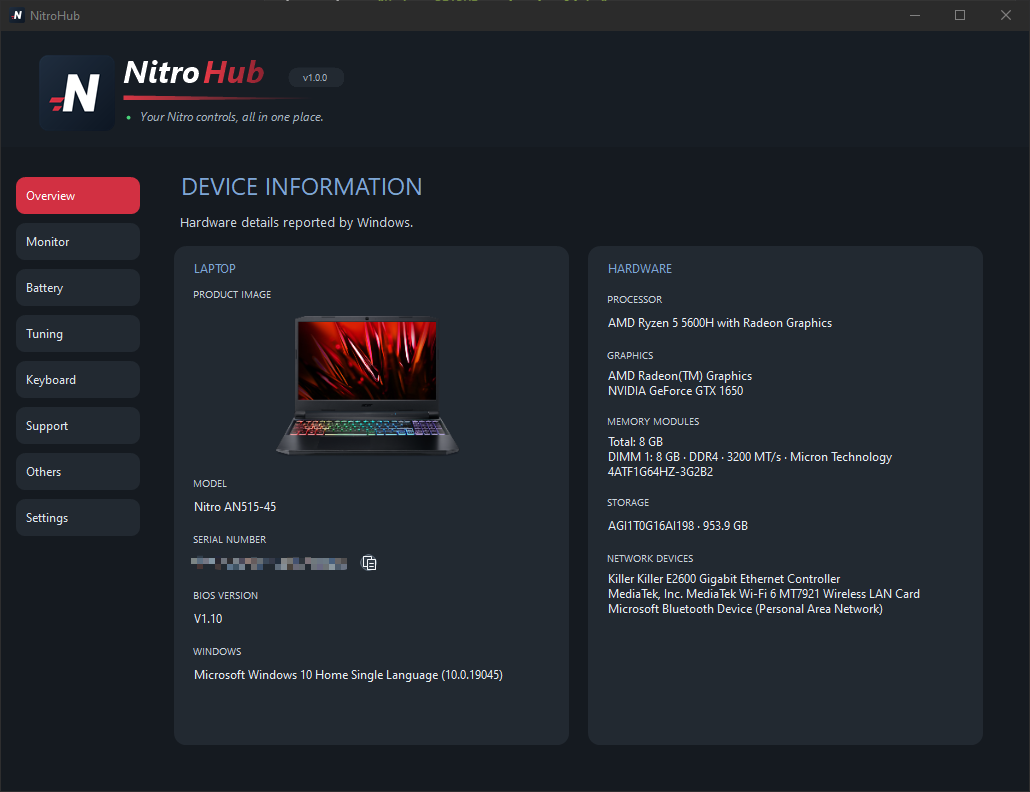 NitroHub
N
NitroHub
v1.0.0
Your Nitro controls, all in one place.
Overview
Monitor
Battery
Tuning
Keyboard
Support
Others
Settings
DEVICE INFORMATION
Hardware details reported by Windows.
LAPTOP
PRODUCT IMAGE
MODEL
Nitro AN515-45
SERIAL NUMBER
BIOS VERSION
V1.10
WINDOWS
Microsoft Windows 10 Home Single Language (10.0.19045)
HARDWARE
PROCESSOR
AMD Ryzen 5 5600H with Radeon Graphics
GRAPHICS
AMD Radeon(TM) Graphics
NVIDIA GeForce GTX 1650
MEMORY MODULES
Total: 8 GB
DIMM 1: 8 GB · DDR4 · 3200 MT/s · Micron Technology
4ATF1G64HZ-3G2B2
STORAGE
AGI1T0G16AI198 · 953.9 GB
NETWORK DEVICES
Killer Killer E2600 Gigabit Ethernet Controller
MediaTek, Inc. MediaTek Wi-Fi 6 MT7921 Wireless LAN Card
Microsoft Bluetooth Device (Personal Area Network)